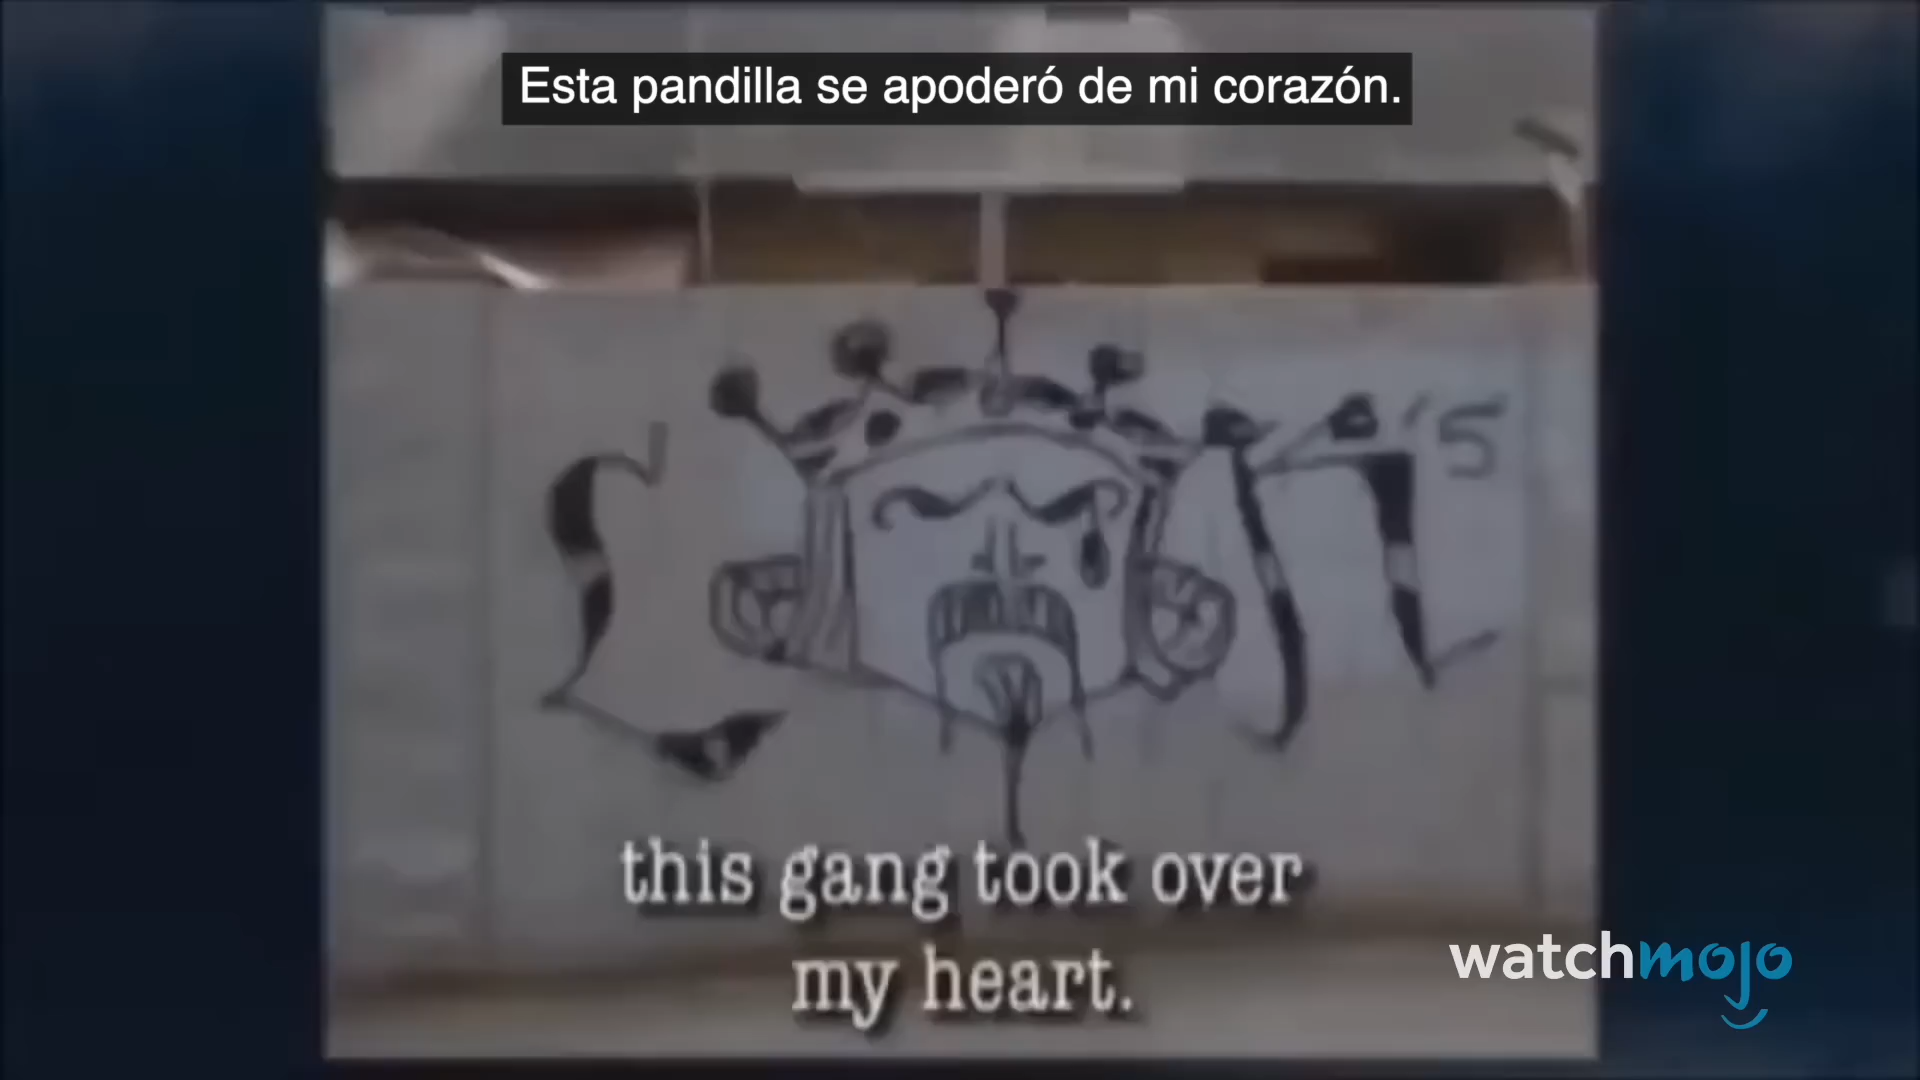 Esta pandilla se apoderó de mi corazón.
this gang took over
my heart.
watchmojo